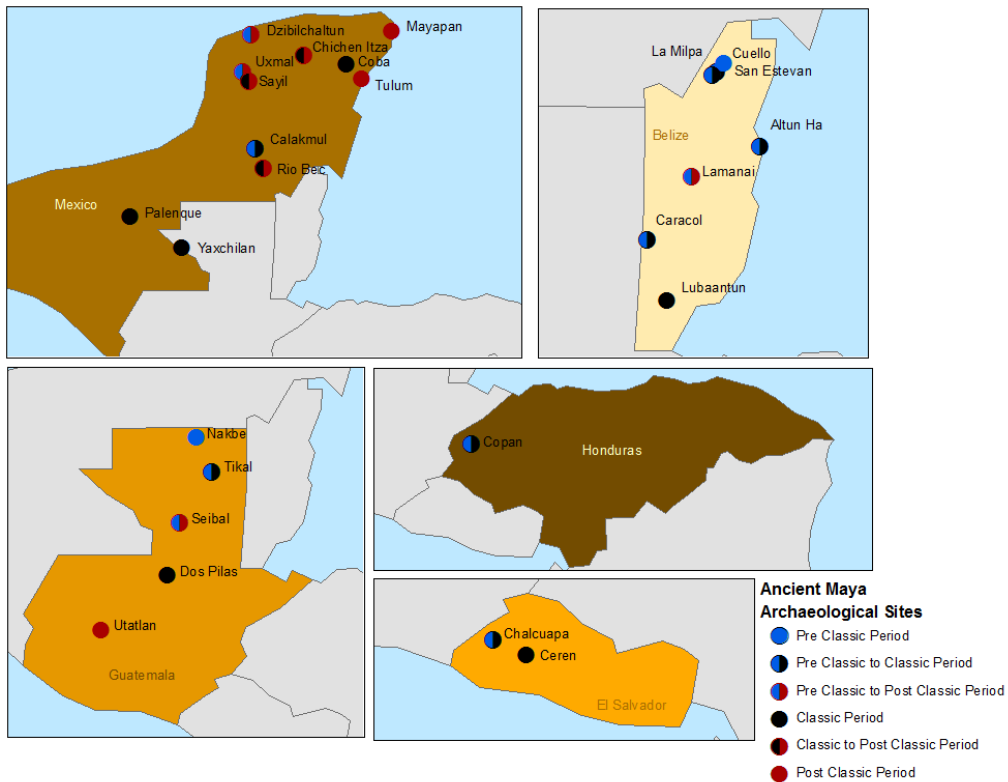 Dzibilchaltun
Mayapan
Chichen Itza
Uxmal
Coba
Sayil
Tulum
Calakmul
Rio Bec
Mexico
Palenque
Yaxchilan
La Milpa
Cuello
San Estevan
Altun Ha
Belize
Lamanai
Caracol
Lubaantun
Nakbe
Tikal
Seibal
Dos Pilas
Utatlan
Guatemala
Copan
Honduras
Chalcuapa
Ceren
El Salvador
Ancient Maya
Archaeological Sites
Pre Classic Period
Pre Classic to Classic Period
Pre Classic to Post Classic Period
Classic Period
Classic to Post Classic Period
Post Classic Period